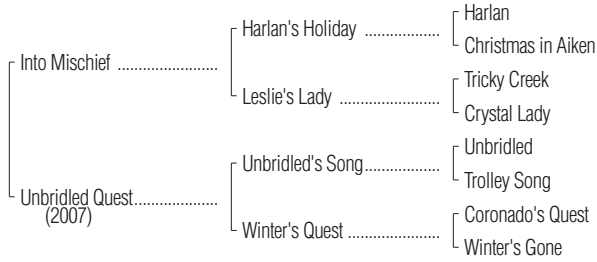 Harlan
Harlan's Holiday ..................
Christmas in Aiken
Into Mischief ........................
Tricky Creek
Leslie's Lady ........................
Crystal Lady
Unbridled
Unbridled's Song..................
Trolley Song
Unbridled Quest....................
(2007)
Coronado's Quest
Winter's Quest ......................
Winter's Gone